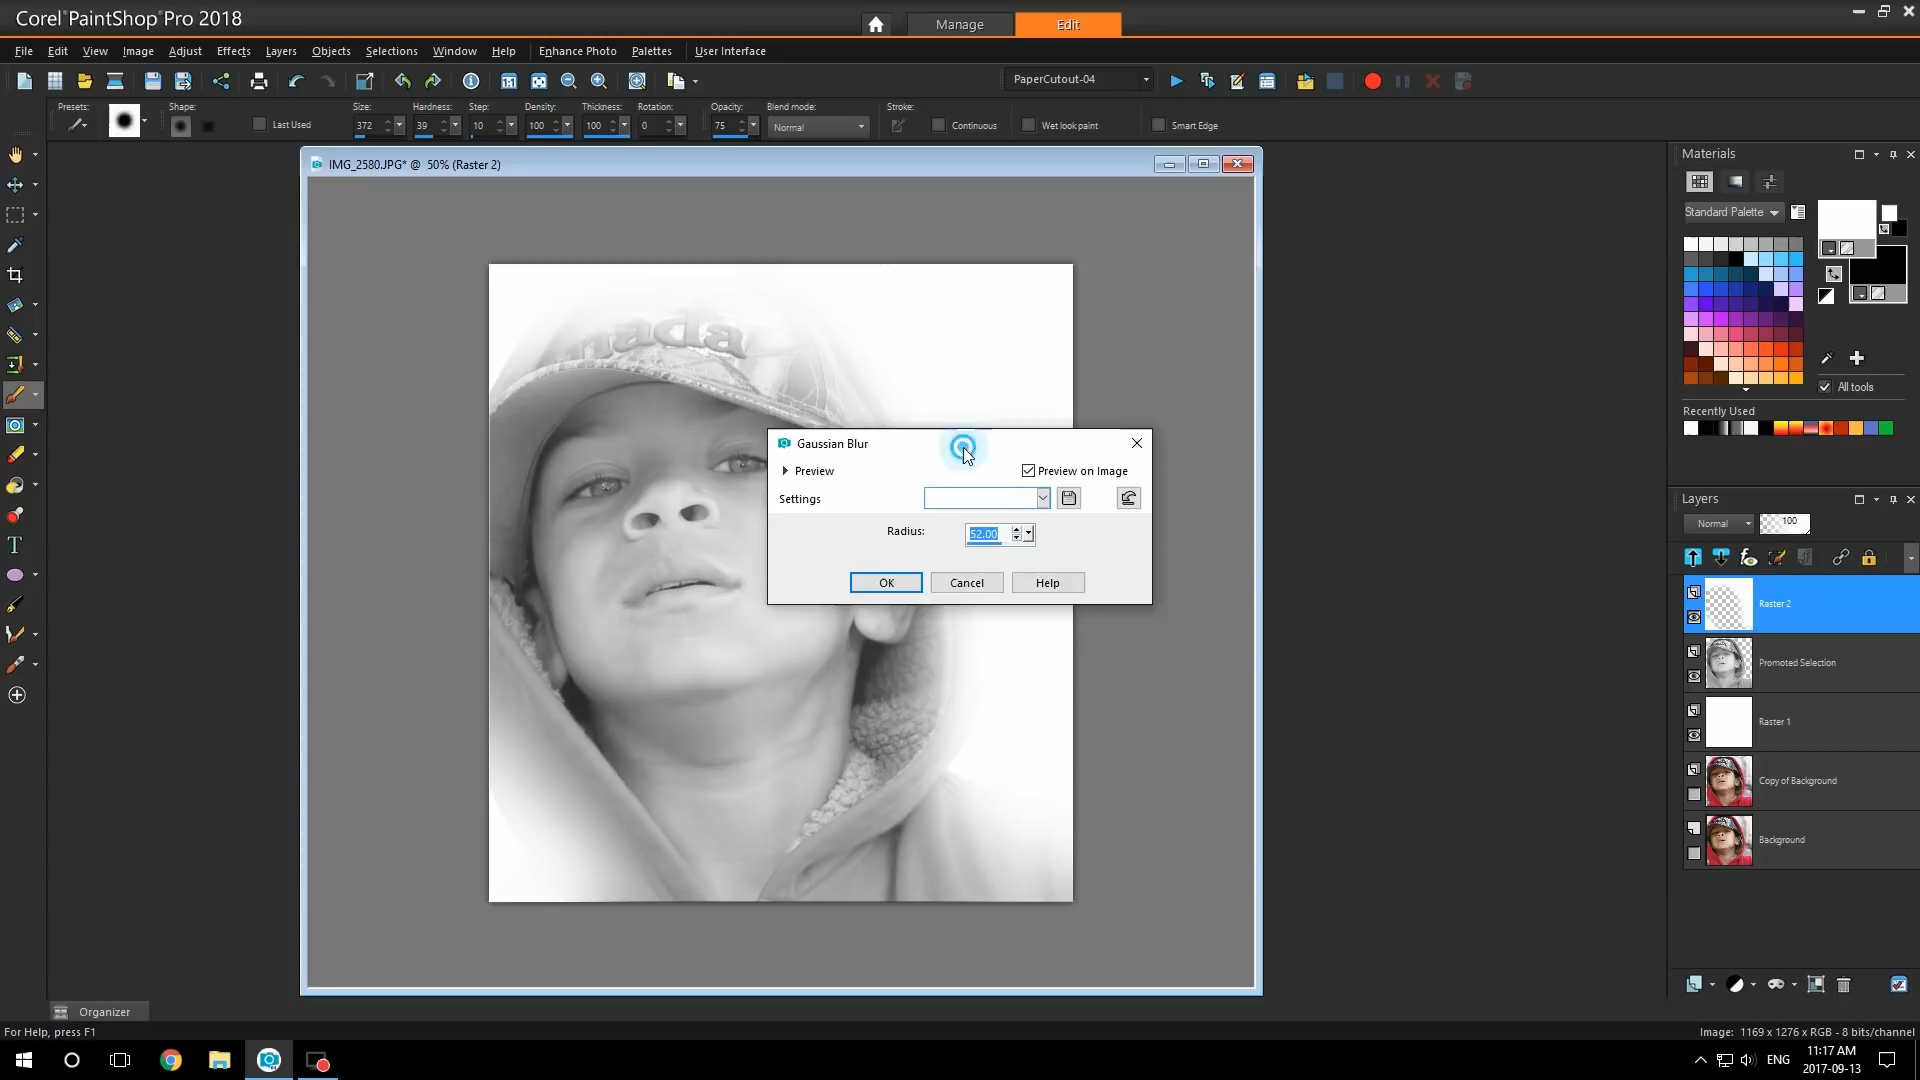 Corel PaintShop Pro 2018
Manage
Edit
File Edit View Image Adjust Effects Layers Objects Selections Window Help Enhance Photo Palettes User Interface
PaperCutout-04
Presets: Shape: Size: Hardness: Step: Density: Thickness: Rotation: Opacity: Blend mode: Stroke:
Last Used 372 39 10 100 100 0 75 Normal Continuous Wet look paint Smart Edge
IMG_2580.JPG* @ 50% (Raster 2)
nada
Gaussian Blur
Preview
Preview on Image
Settings
Radius: 52.00
OK Cancel Help
Materials
Standard Palette
All tools
Recently Used
Layers
Normal 100
Raster 2
Promoted Selection
Raster 1
Copy of Background
Background
Organizer
For Help, press F1
Image: 1169 x 1276 x RGB - 8 bits/channel
ENG
11:17 AM
2017-09-13